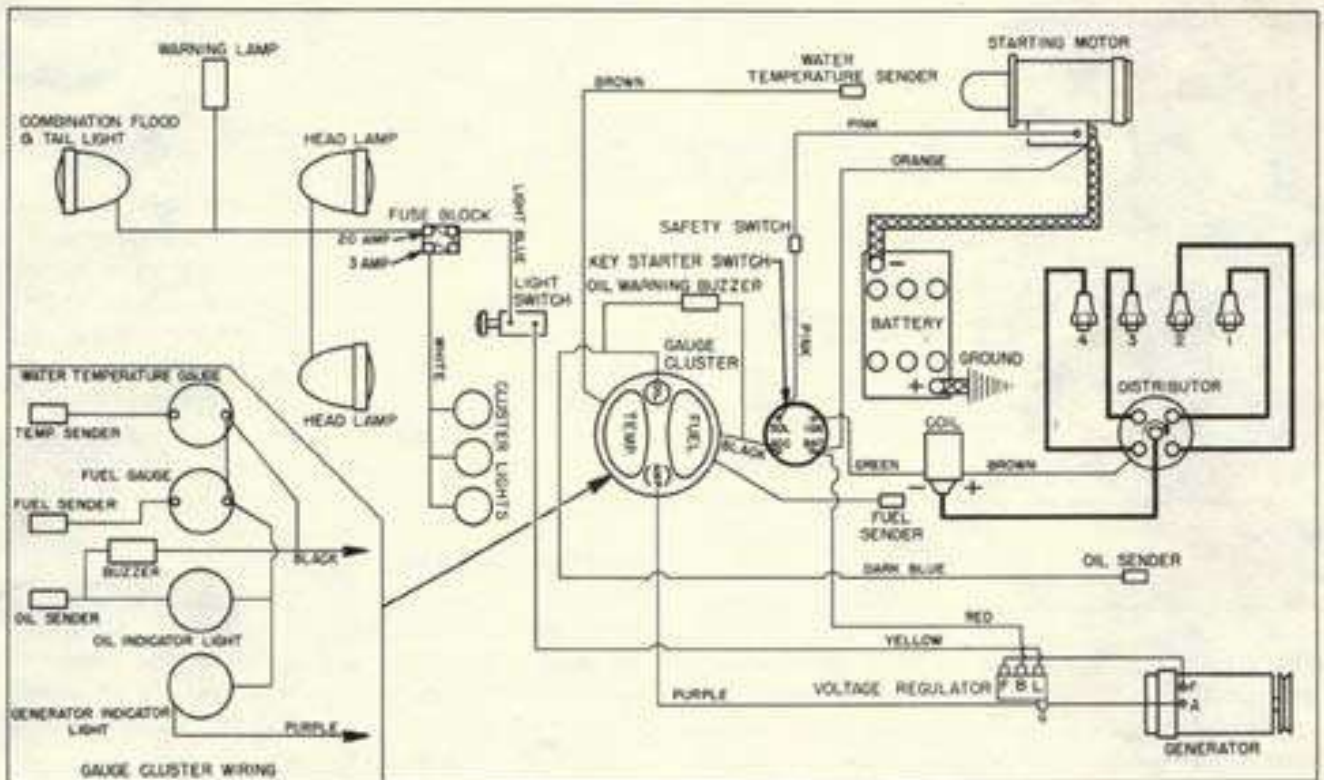 WARNING LAMP
COMBINATION FLOOD
& TAIL LIGHT
HEAD LAMP
FUSE BLOCK
20 AMP
3 AMP
LIGHT BLUE
LIGHT
SWITCH
WHITE
CLUSTER LIGHTS
HEAD LAMP
BROWN
WATER
TEMPERATURE SENDER
STARTING MOTOR
PINK
ORANGE
SAFETY SWITCH
KEY STARTER SWITCH
OIL WARNING BUZZER
PINK
GAUGE
CLUSTER
TEMP
FUEL
BLACK
-
BATTERY
+
GROUND
4 3 2 1
DISTRIBUTOR
COIL
GREEN
BROWN
- +
FUEL
SENDER
DARK BLUE
OIL SENDER
RED
YELLOW
PURPLE
VOLTAGE REGULATOR
F B L
F
A
GENERATOR
WATER TEMPERATURE GAUGE
TEMP SENDER
FUEL GAUGE
FUEL SENDER
BLACK
BUZZER
OIL SENDER
OIL INDICATOR LIGHT
GENERATOR INDICATOR
LIGHT
PURPLE
GAUGE CLUSTER WIRING